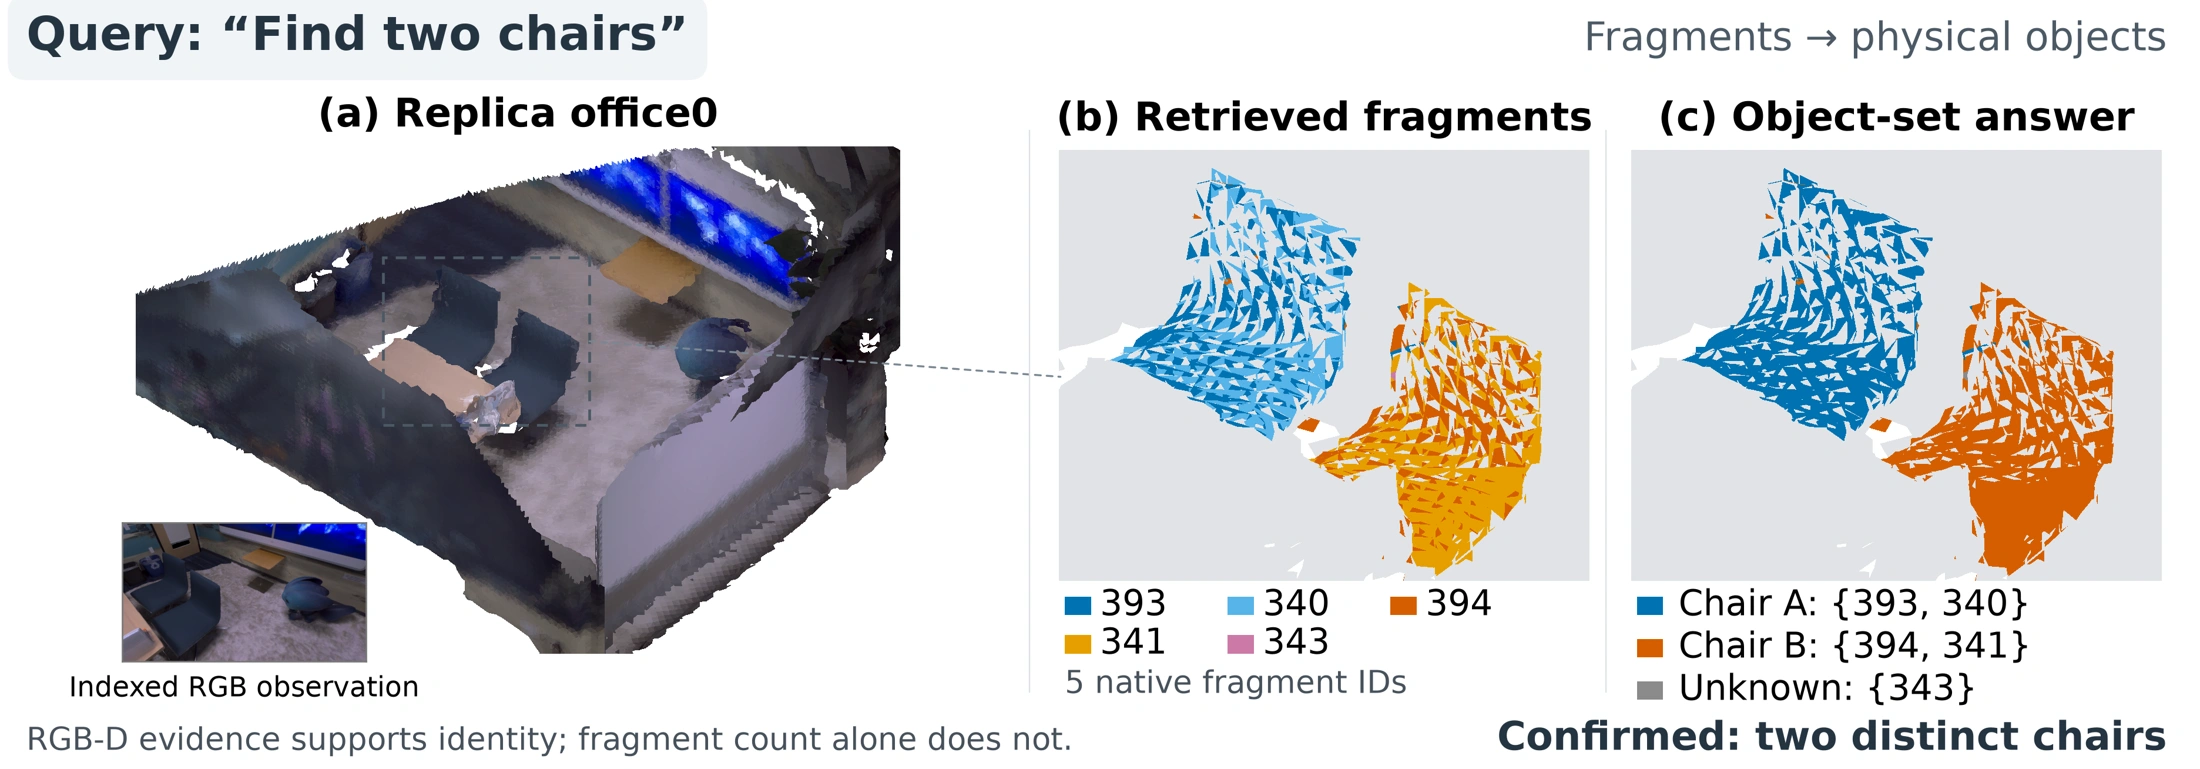 Query: “Find two chairs”
Fragments → physical objects
(a) Replica office0
(b) Retrieved fragments
(c) Object-set answer
393 340 394
341 343
5 native fragment IDs
Chair A: {393, 340}
Chair B: {394, 341}
Unknown: {343}
Indexed RGB observation
RGB-D evidence supports identity; fragment count alone does not.
Confirmed: two distinct chairs